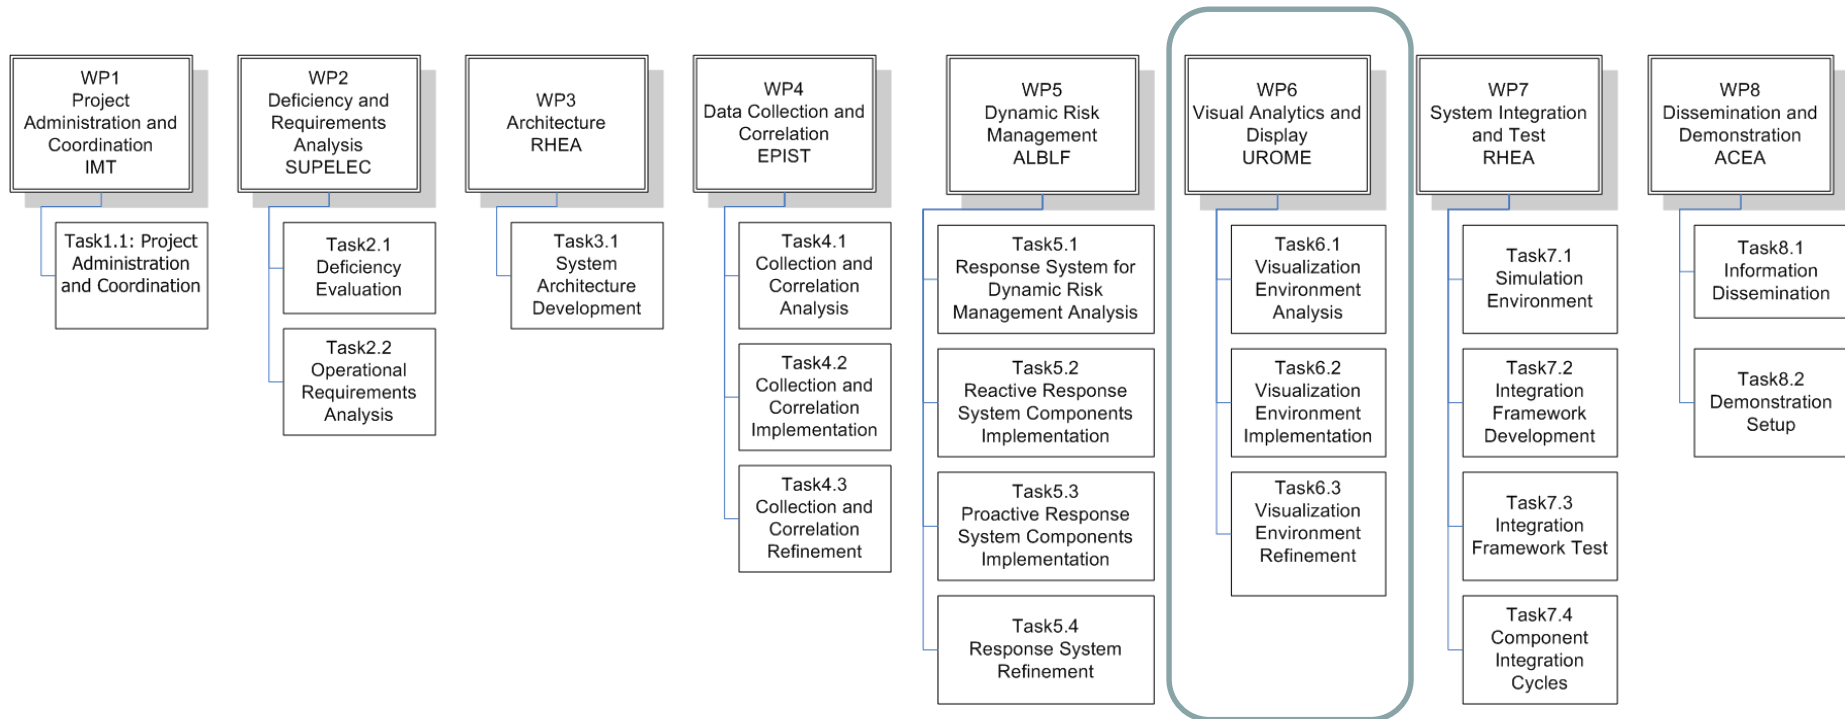 WP1
Project
Administration and
Coordination
IMT
Task1.1: Project
Administration
and Coordination
WP2
Deficiency and
Requirements
Analysis
SUPELEC
Task2.1
Deficiency
Evaluation
Task2.2
Operational
Requirements
Analysis
WP3
Architecture
RHEA
Task3.1
System
Architecture
Development
WP4
Data Collection and
Correlation
EPIST
Task4.1
Collection and
Correlation
Analysis
Task4.2
Collection and
Correlation
Implementation
Task4.3
Collection and
Correlation
Refinement
WP5
Dynamic Risk
Management
ALBLF
Task5.1
Response System for
Dynamic Risk
Management Analysis
Task5.2
Reactive Response
System Components
Implementation
Task5.3
Proactive Response
System Components
Implementation
Task5.4
Response System
Refinement
WP6
Visual Analytics and
Display
UROME
Task6.1
Visualization
Environment
Analysis
Task6.2
Visualization
Environment
Implementation
Task6.3
Visualization
Environment
Refinement
WP7
System Integration
and Test
RHEA
Task7.1
Simulation
Environment
Task7.2
Integration
Framework
Development
Task7.3
Integration
Framework Test
Task7.4
Component
Integration
Cycles
WP8
Dissemination and
Demonstration
ACEA
Task8.1
Information
Dissemination
Task8.2
Demonstration
Setup